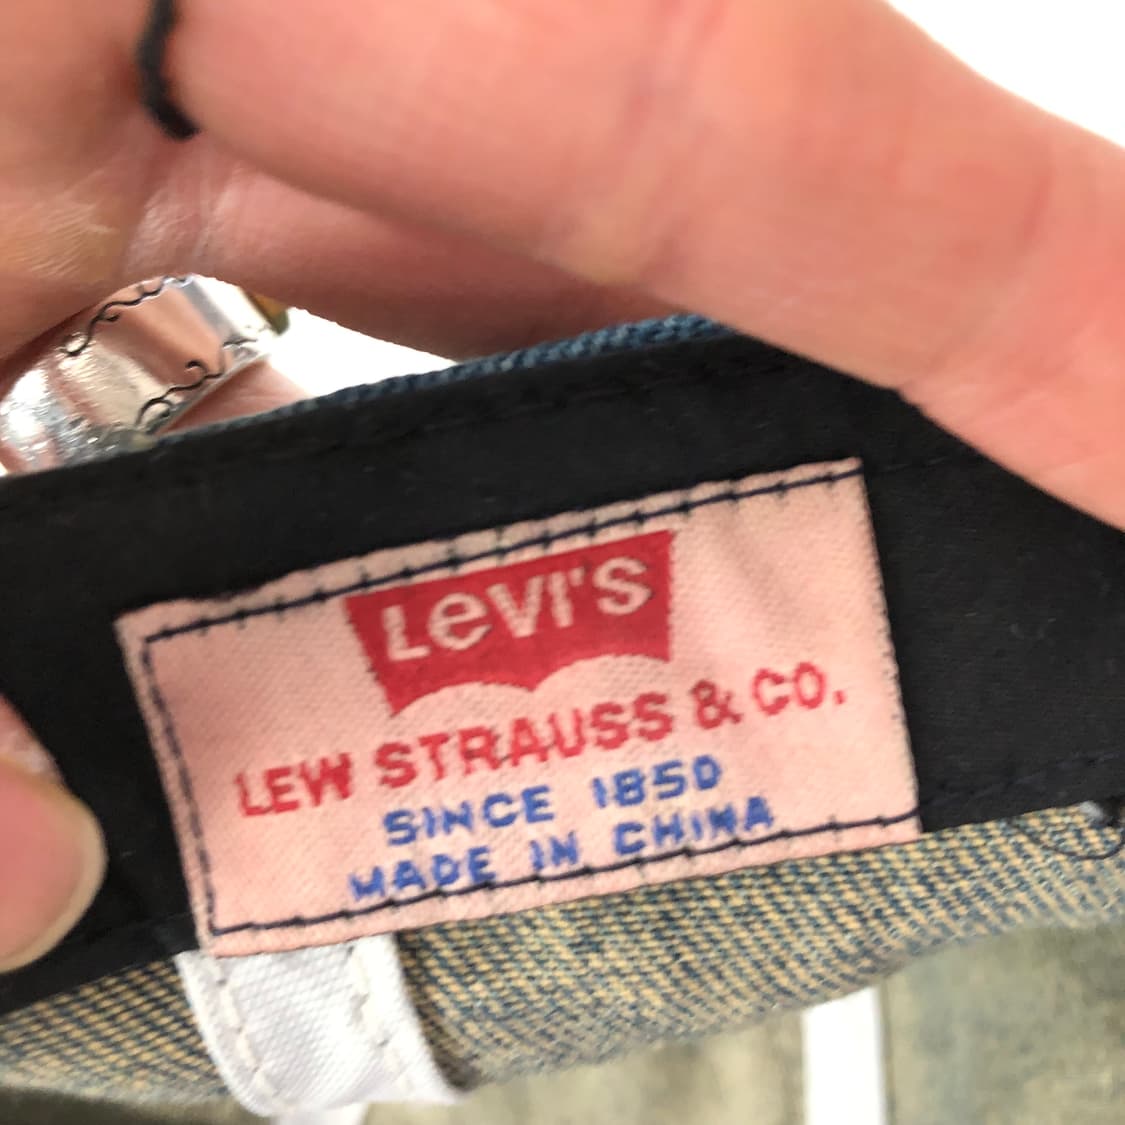 LeVI'S
LEW STRAUSS & CO.
SINCE 1850
MADE IN CHINA